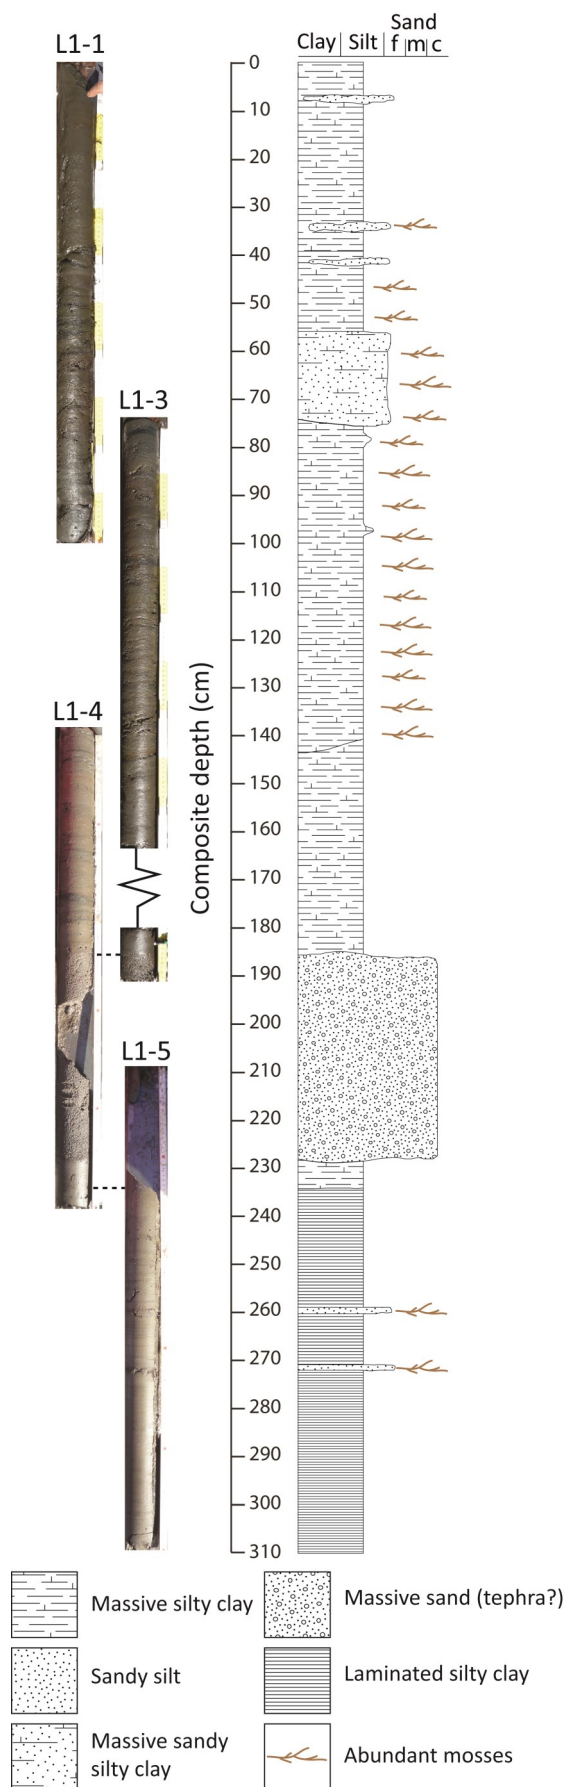 L1-1
Sand
Clay Silt f m c
0
10
20
30
40
50
60
70
L1-3
80
90
100
110
120
130
L1-4
140
Composite depth (cm)
150
160
170
180
190
200
L1-5
210
220
230
240
250
260
270
280
290
300
310
Massive silty clay
Massive sand (tephra?)
Sandy silt
Laminated silty clay
Massive sandy
silty clay
Abundant mosses